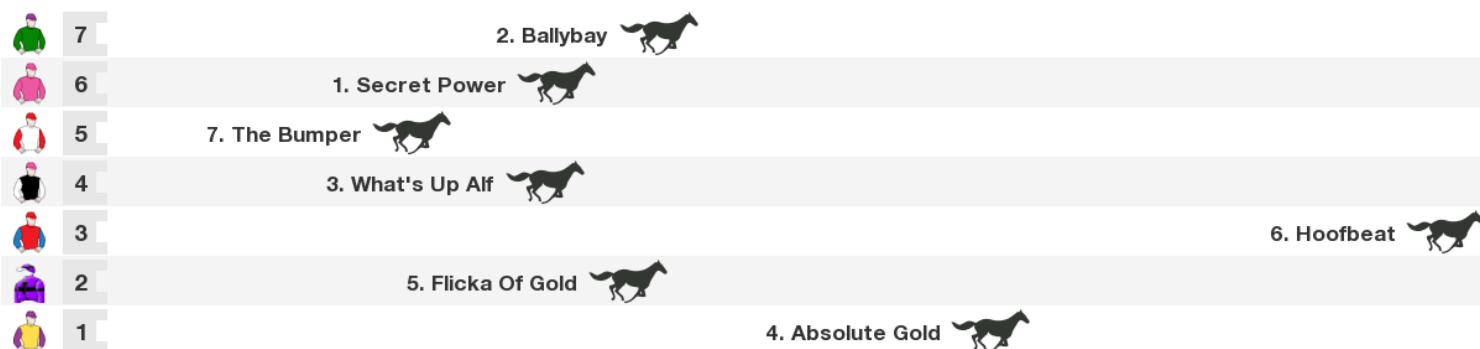 7 2. Ballybay
6 1. Secret Power
5 7. The Bumper
4 3. What's Up Alf
3 6. Hoofbeat
2 5. Flicka Of Gold
1 4. Absolute Gold